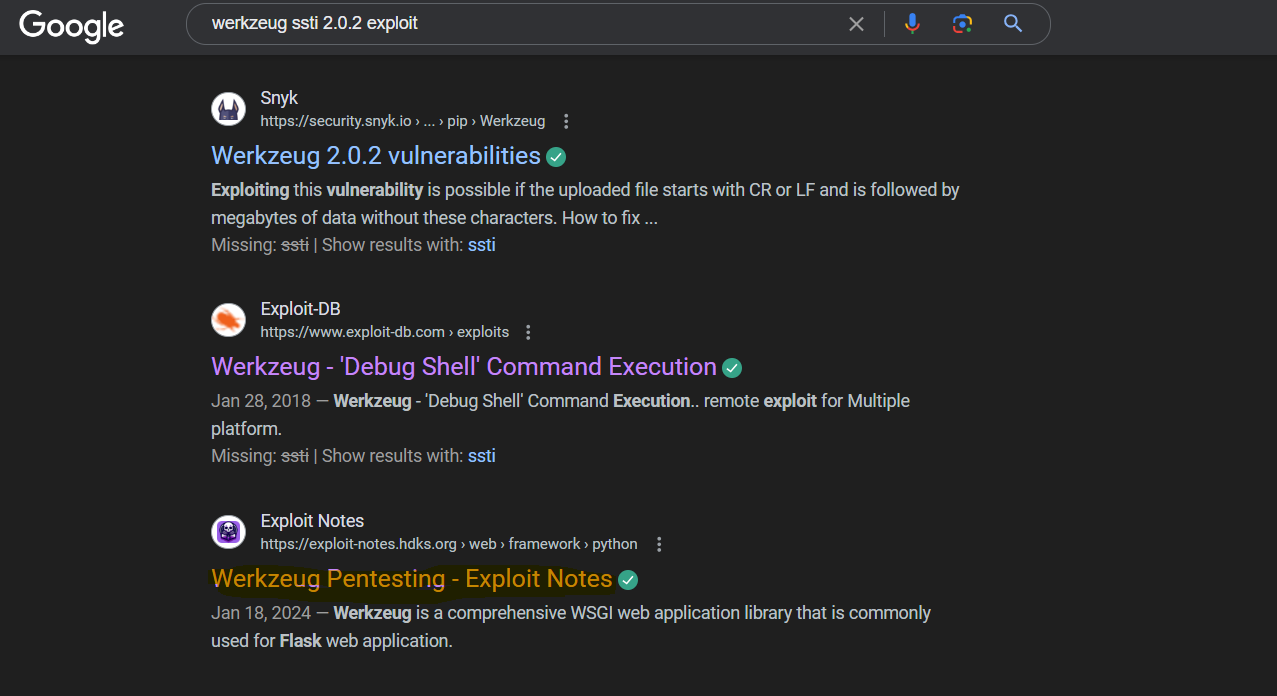 Google
werkzeug ssti 2.0.2 exploit
Snyk
https://security.snyk.io › ... › pip › Werkzeug
Werkzeug 2.0.2 vulnerabilities
Exploiting this vulnerability is possible if the uploaded file starts with CR or LF and is followed by
megabytes of data without these characters. How to fix ...
Missing: ssti | Show results with: ssti
Exploit-DB
https://www.exploit-db.com › exploits
Werkzeug - 'Debug Shell' Command Execution
Jan 28, 2018 — Werkzeug - 'Debug Shell' Command Execution.. remote exploit for Multiple
platform.
Missing: ssti | Show results with: ssti
Exploit Notes
https://exploit-notes.hdks.org › web › framework › python
Werkzeug Pentesting - Exploit Notes
Jan 18, 2024 — Werkzeug is a comprehensive WSGI web application library that is commonly
used for Flask web application.